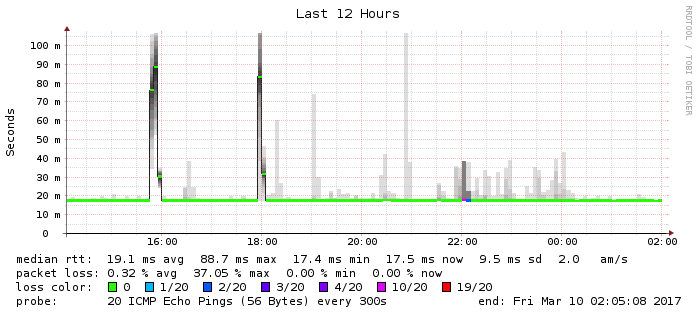 Last 12 Hours
RRDTOOL / TOBI OETIKER
Seconds
100 m
90 m
80 m
70 m
60 m
50 m
40 m
30 m
20 m
10 m
0
16:00 18:00 20:00 22:00 00:00 02:00
median rtt: 19.1 ms avg 88.7 ms max 17.4 ms min 17.5 ms now 9.5 ms sd 2.0 am/s
packet loss: 0.32 % avg 37.05 % max 0.00 % min 0.00 % now
loss color: 0 1/20 2/20 3/20 4/20 10/20 19/20
probe: 20 ICMP Echo Pings (56 Bytes) every 300s end: Fri Mar 10 02:05:08 2017